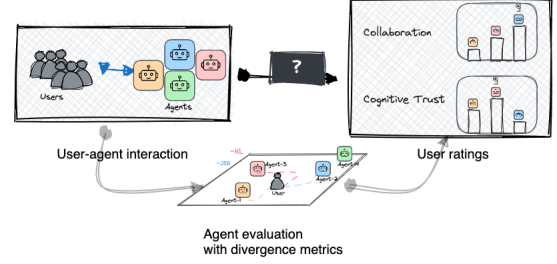 Collaboration
?
Users
Agents
Cognitive Trust
User-agent interaction
User ratings
-KL
-JSD
Agent-3
Agent-4
Agent-2
User
Agent-1
Agent evaluation
with divergence metrics